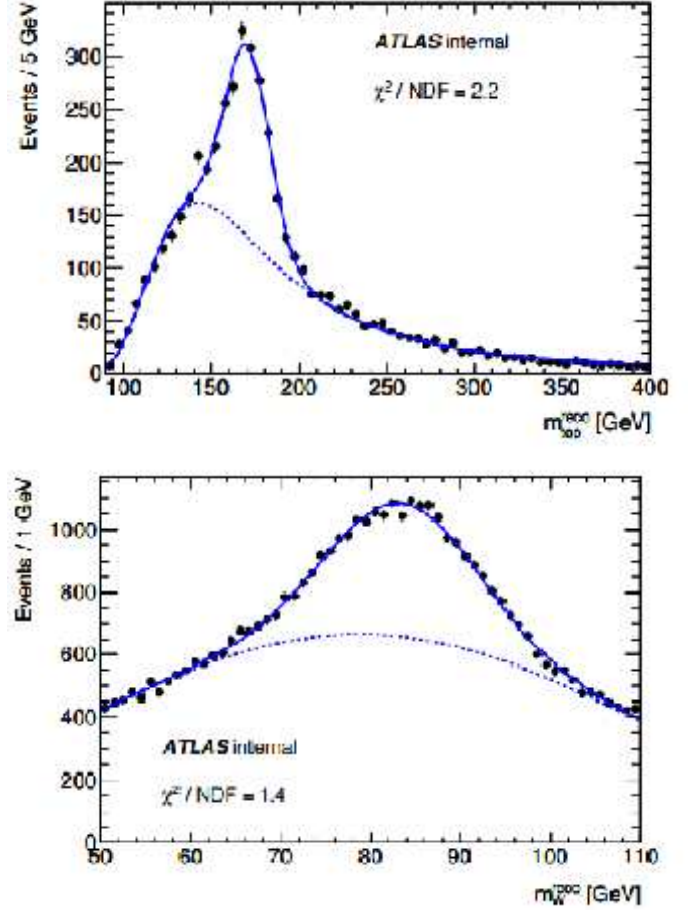 Events / 5 GeV
ATLAS internal
χ² / NDF = 2.2
350
300
250
200
150
100
50
0
100 150 200 250 300 350 400
m_top^reco [GeV]
Events / 1 GeV
1000
800
600
400
200
0
ATLAS internal
χ² / NDF = 1.4
50 60 70 80 90 100 110
m_W^reco [GeV]